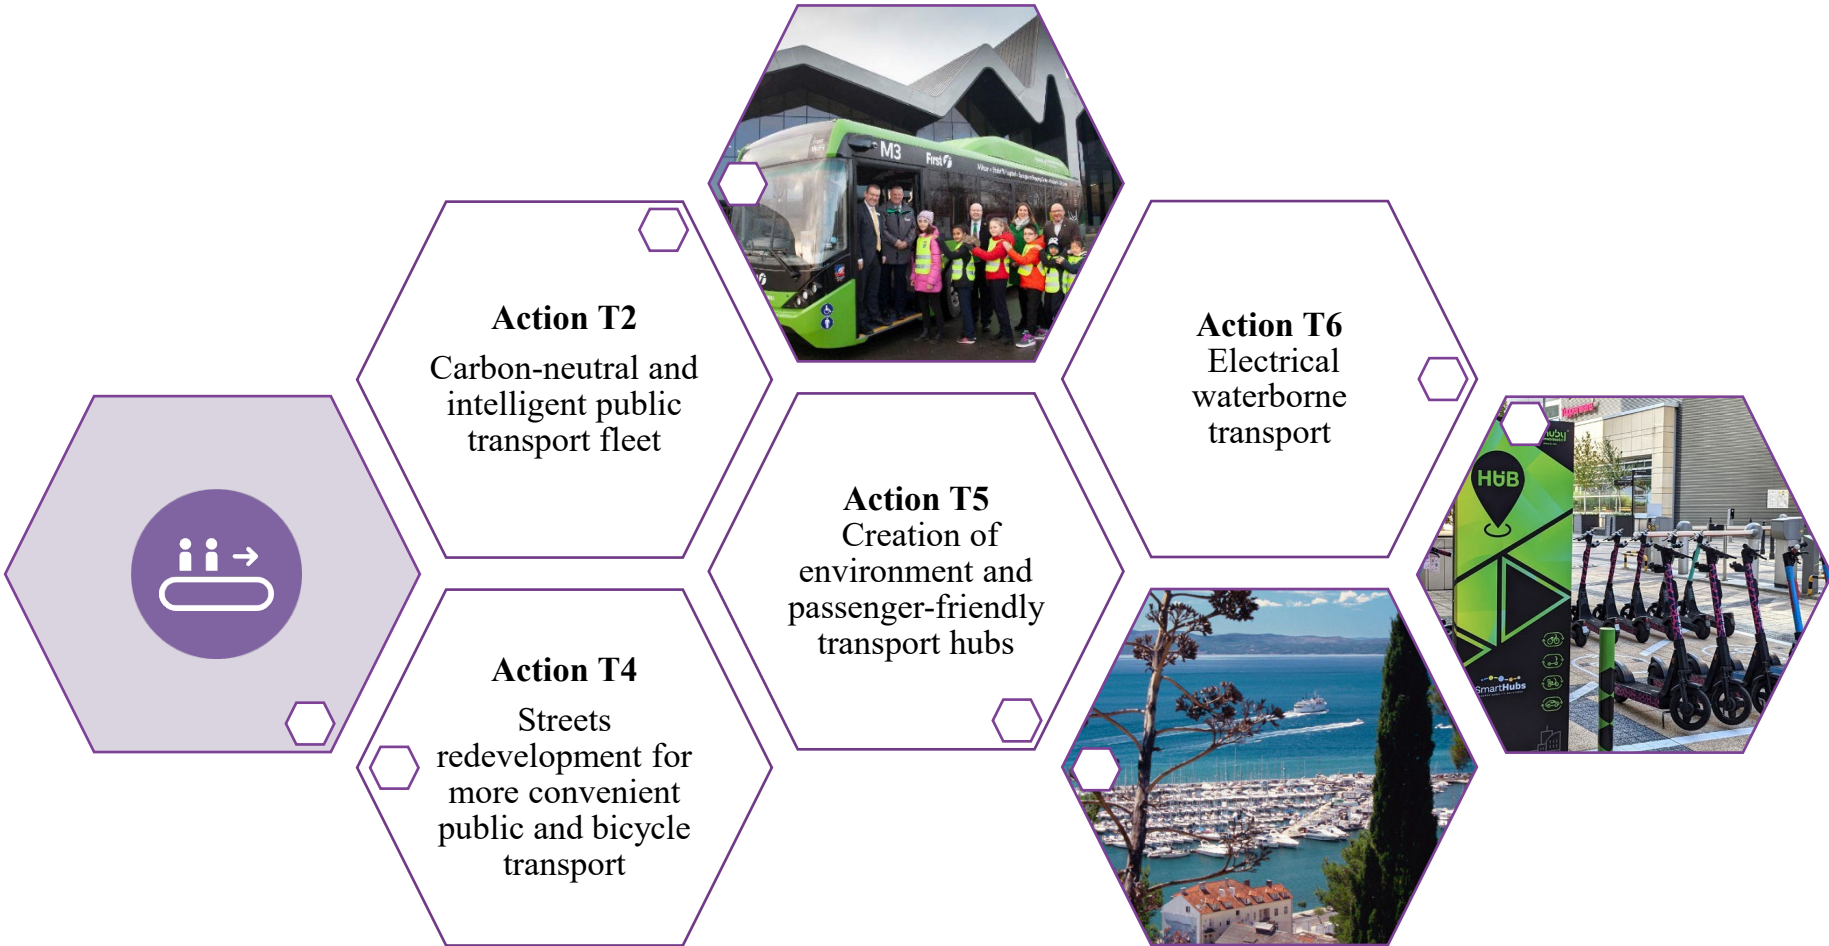 Action T2
Carbon-neutral and
intelligent public
transport fleet
Action T4
Streets
redevelopment for
more convenient
public and bicycle
transport
M3
First
Action T5
Creation of
environment and
passenger-friendly
transport hubs
Action T6
Electrical
waterborne
transport
HUB
SmartHubs